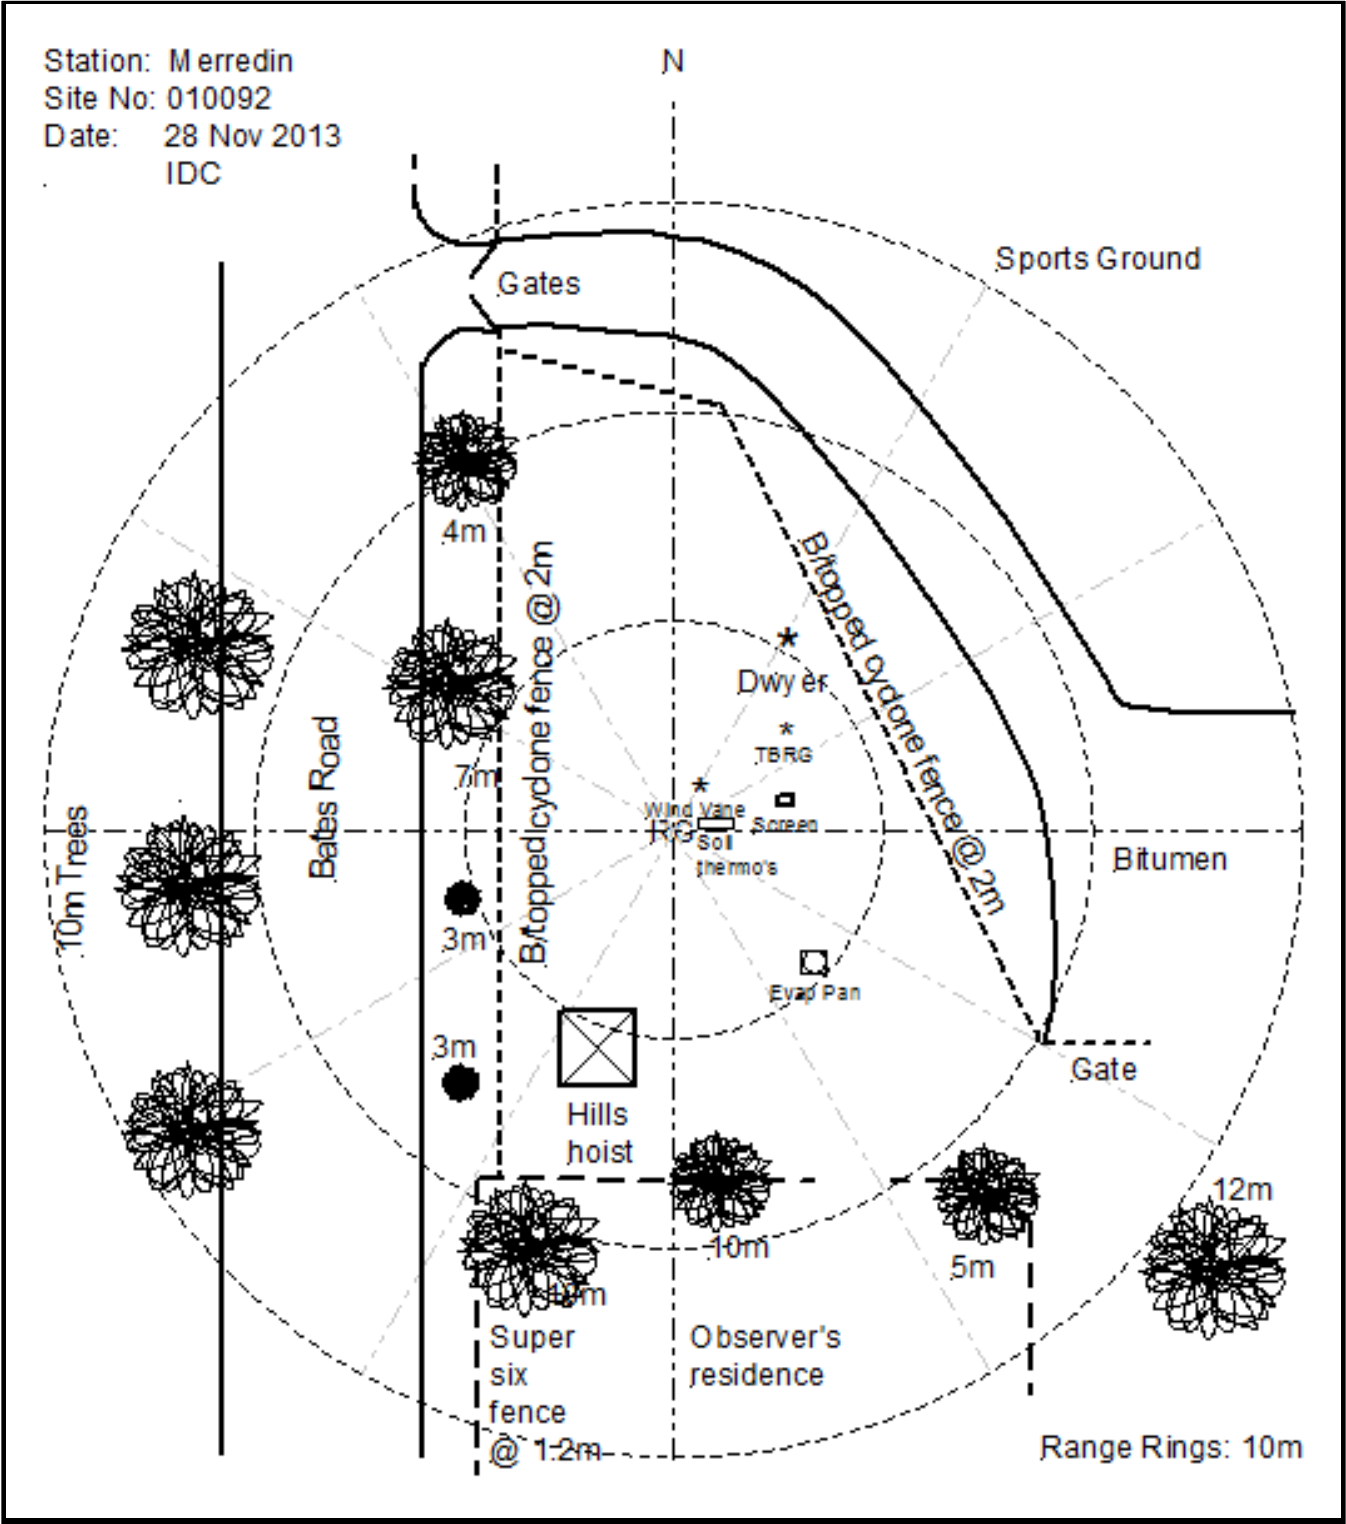 Station: Merredin
Site No: 010092
Date: 28 Nov 2013
IDC
N
Sports Ground
Gates
4m
B/topped cyclone fence @ 2m
B/topped cyclone fence @ 2m
Dwyer
TBRG
7m
Bates Road
10m Trees
Wind Vane
RG
Screen
Soil
thermo's
Bitumen
3m
Evap Pan
3m
Gate
Hills
hoist
12m
10m
5m
Super
six
fence
@ 1.2m
Observer's
residence
Range Rings: 10m